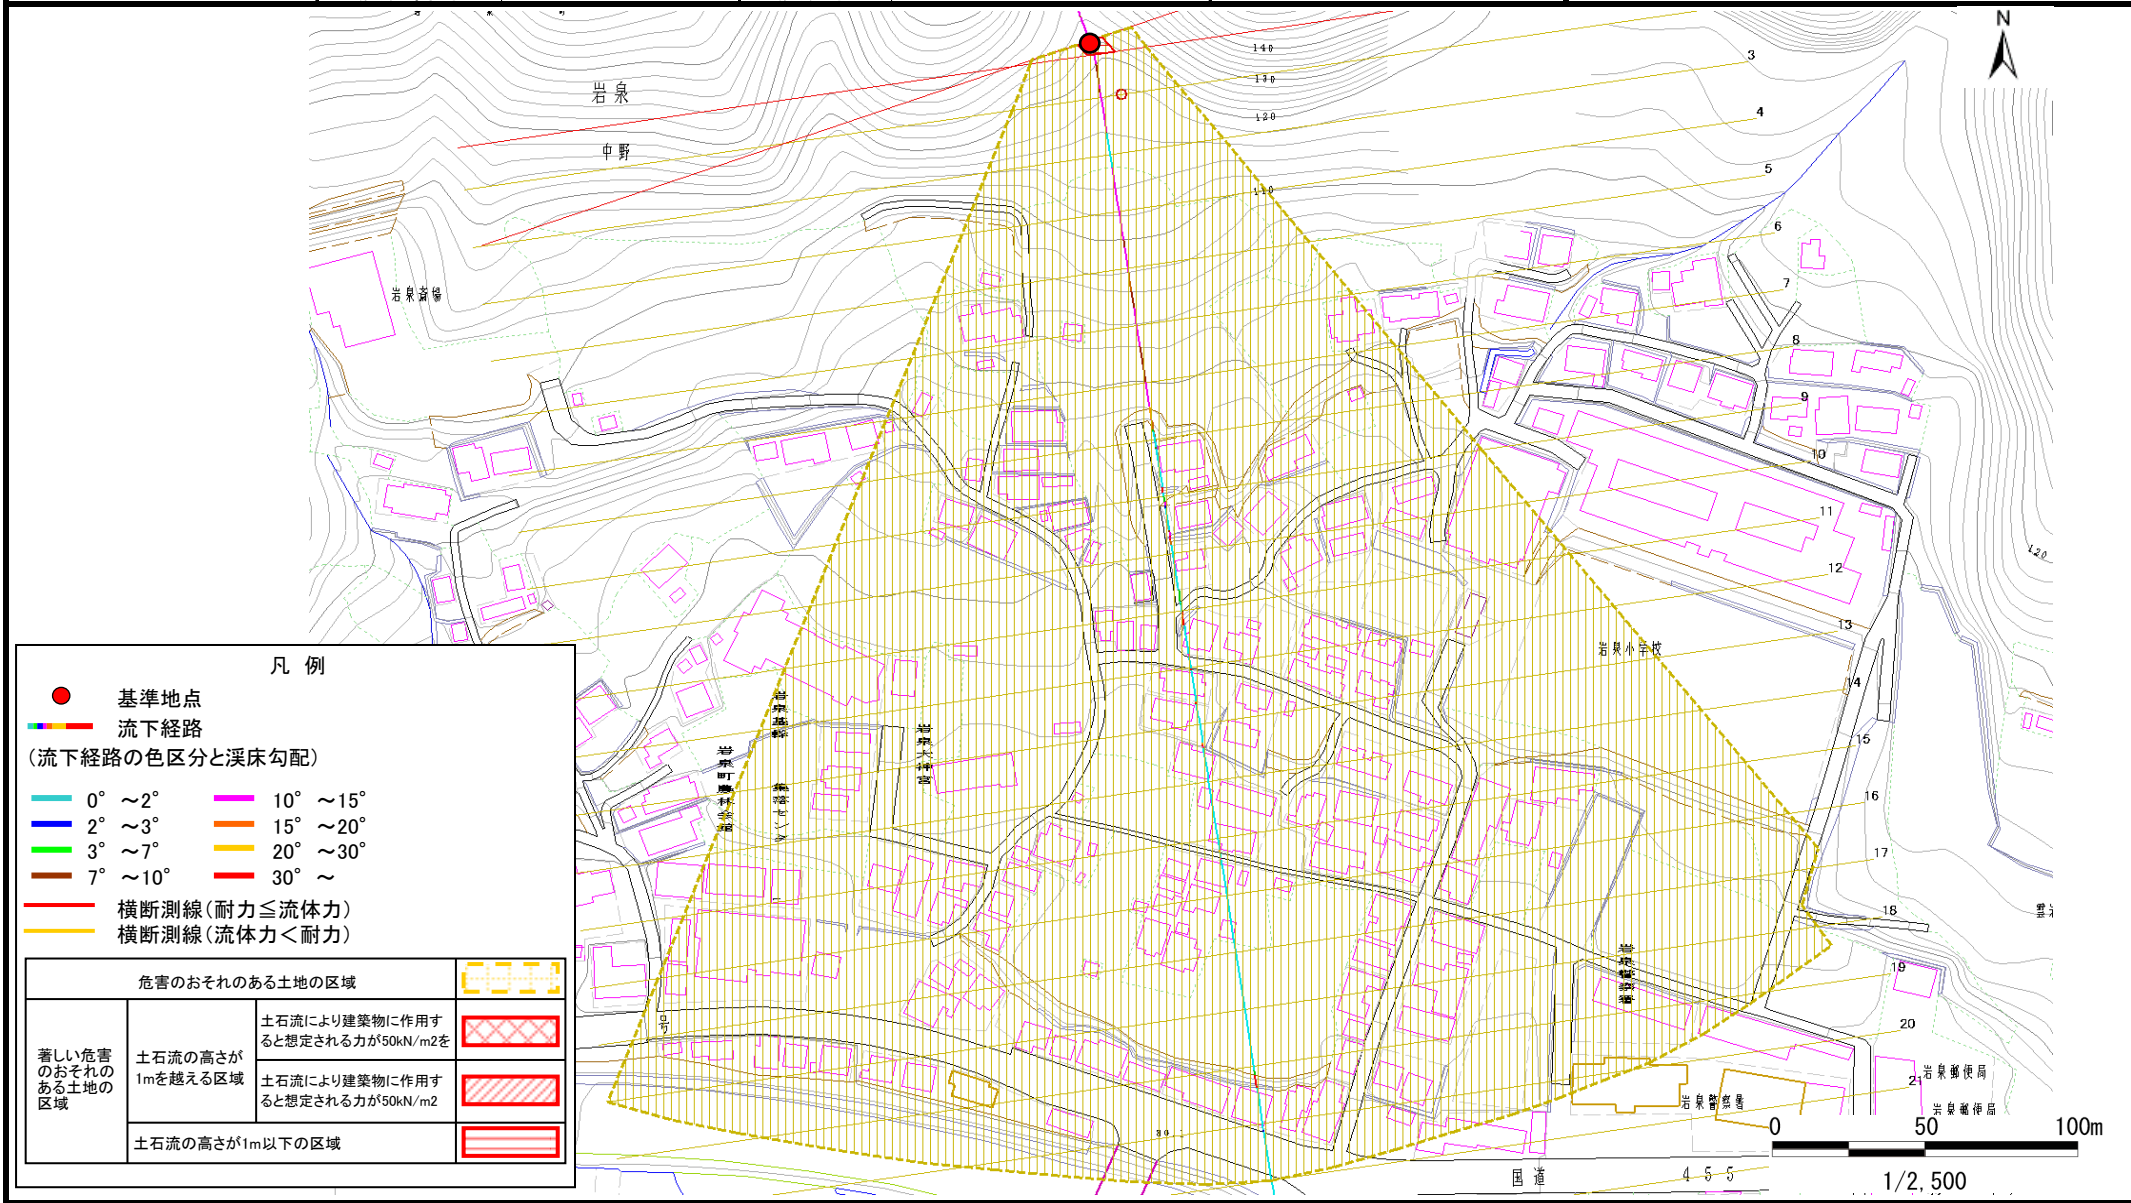 N
140
130
120
110
岩泉
中野
岩泉斎場
3
4
5
6
7
8
9
10
11
12
13
14
15
16
17
18
19
20
21
120
岩泉小学校
岩泉大神宮
岩泉町農林会館
岩泉警察署
岩泉警察署
岩泉郵便局
岩泉郵便局
号
国道 455
凡例
基準地点
流下経路
(流下経路の色区分と渓床勾配)
0° ～2° 10° ～15°
2° ～3° 15° ～20°
3° ～7° 20° ～30°
7° ～10° 30° ～
横断測線(耐力≦流体力)
横断測線(流体力＜耐力)
危害のおそれのある土地の区域
著しい危害
のおそれの
ある土地の
区域
土石流の高さが
1mを越える区域
土石流により建築物に作用す
ると想定される力が50kN/m2を
土石流により建築物に作用す
ると想定される力が50kN/m2
土石流の高さが1m以下の区域
0 50 100m
1/2,500